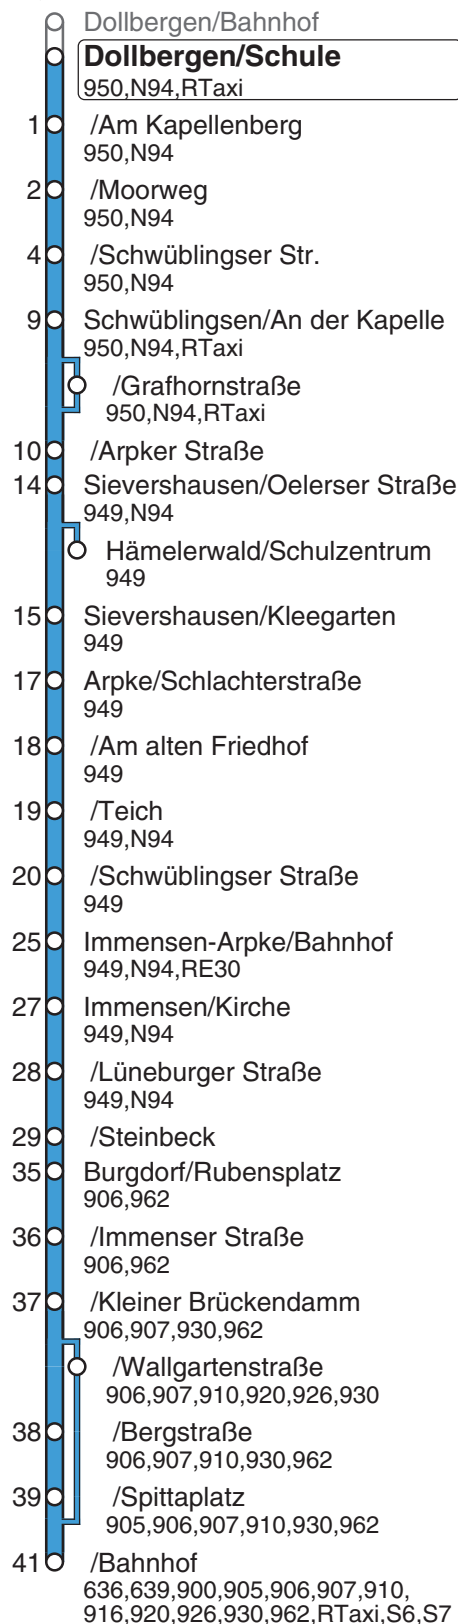 Dollbergen/Bahnhof
Dollbergen/Schule
950,N94,RTaxi
1 /Am Kapellenberg
950,N94
2 /Moorweg
950,N94
4 /Schwüblingser Str.
950,N94
9 Schwüblingsen/An der Kapelle
950,N94,RTaxi
/Grafhornstraße
950,N94,RTaxi
10 /Arpker Straße
14 Sievershausen/Oelerser Straße
949,N94
Hämelerwald/Schulzentrum
949
15 Sievershausen/Kleegarten
949
17 Arpke/Schlachterstraße
949
18 /Am alten Friedhof
949
19 /Teich
949,N94
20 /Schwüblingser Straße
949
25 Immensen-Arpke/Bahnhof
949,N94,RE30
27 Immensen/Kirche
949,N94
28 /Lüneburger Straße
949,N94
29 /Steinbeck
35 Burgdorf/Rubensplatz
906,962
36 /Immenser Straße
906,962
37 /Kleiner Brückendamm
906,907,930,962
/Wallgartenstraße
906,907,910,920,926,930
38 /Bergstraße
906,907,910,930,962
39 /Spittaplatz
905,906,907,910,930,962
41 /Bahnhof
636,639,900,905,906,907,910,
916,920,926,930,962,RTaxi,S6,S7